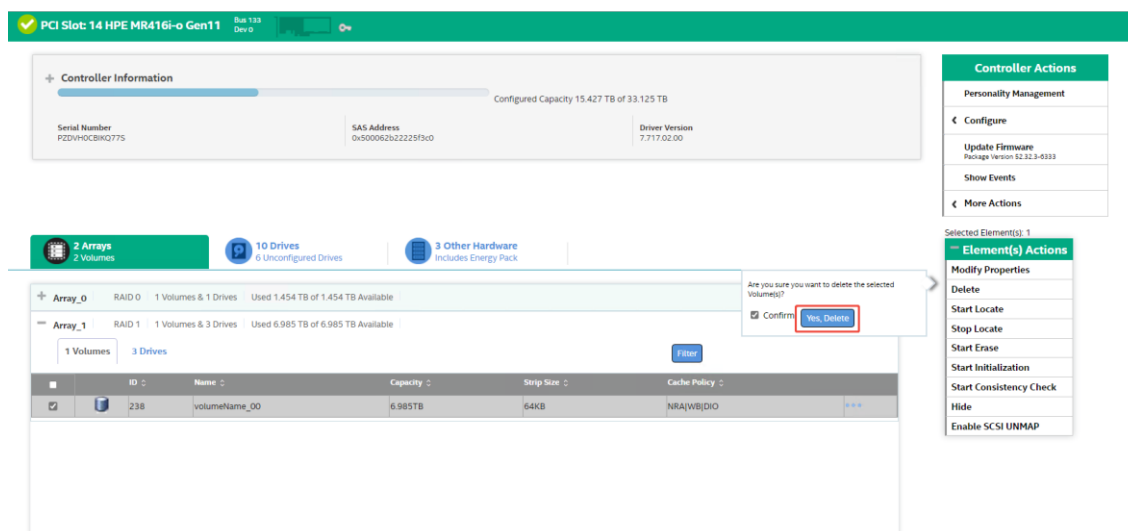 PCI Slot: 14 HPE MR416i-o Gen11
Bus 133
Dev 0
Controller Information
Configured Capacity 15.427 TB of 33.125 TB
Serial Number
PZDVH0CBIKQ77S
SAS Address
0x500062b22225f3c0
Driver Version
7.717.02.00
Controller Actions
Personality Management
Configure
Update Firmware
Package Version 52.32.3-6333
Show Events
More Actions
2 Arrays
2 Volumes
10 Drives
6 Unconfigured Drives
3 Other Hardware
Includes Energy Pack
Selected Element(s): 1
Element(s) Actions
Modify Properties
Delete
Start Locate
Stop Locate
Start Erase
Start Initialization
Start Consistency Check
Hide
Enable SCSI UNMAP
Are you sure you want to delete the selected
Volume(s)?
Confirm Yes, Delete
Array_0 RAID 0 1 Volumes & 1 Drives Used 1.454 TB of 1.454 TB Available
Array_1 RAID 1 1 Volumes & 3 Drives Used 6.985 TB of 6.985 TB Available
1 Volumes 3 Drives Filter
ID Name Capacity Strip Size Cache Policy
238 volumeName_00 6.985TB 64KB NRA|WB|DIO